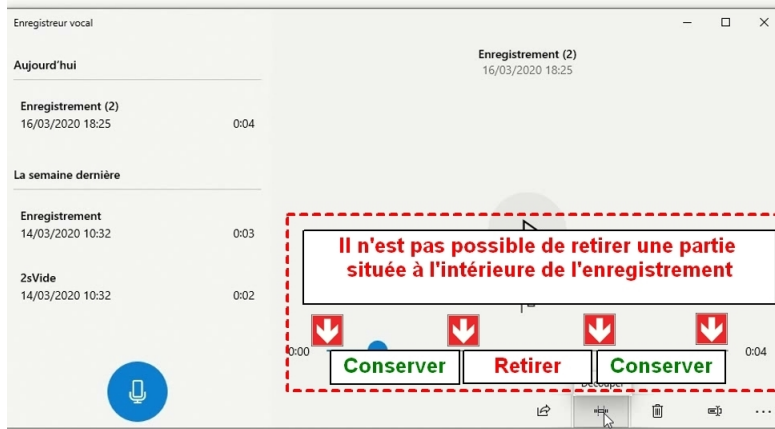 Enregistreur vocal
Aujourd'hui
Enregistrement (2)
16/03/2020 18:25
0:04
La semaine dernière
Enregistrement
14/03/2020 10:32
0:03
2sVide
14/03/2020 10:32
0:02
Enregistrement (2)
16/03/2020 18:25
Il n'est pas possible de retirer une partie
située à l'intérieure de l'enregistrement
0:00
0:04
Conserver
Retirer
Conserver
Découper